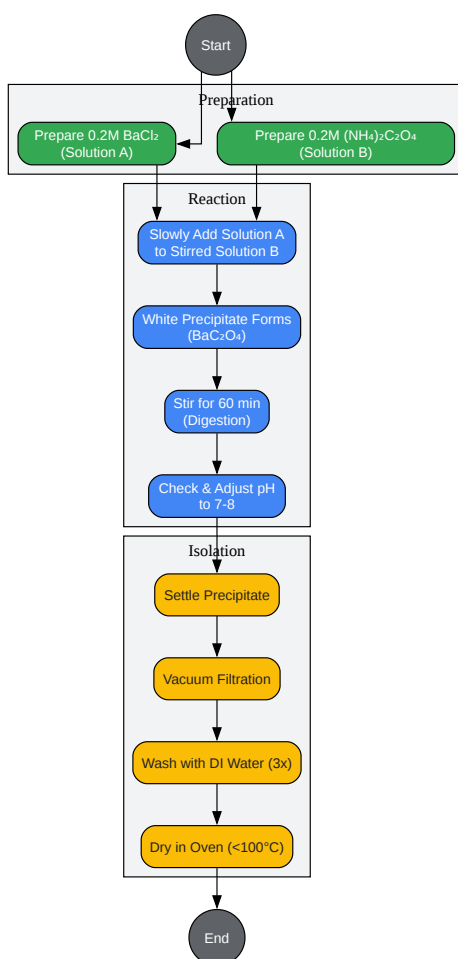 Start
Preparation
Prepare 0.2M BaCl₂
(Solution A)
Prepare 0.2M (NH₄)₂C₂O₄
(Solution B)
Reaction
Slowly Add Solution A
to Stirred Solution B
White Precipitate Forms
(BaC₂O₄)
Stir for 60 min
(Digestion)
Check & Adjust pH
to 7-8
Isolation
Settle Precipitate
Vacuum Filtration
Wash with DI Water (3x)
Dry in Oven (<100°C)
End